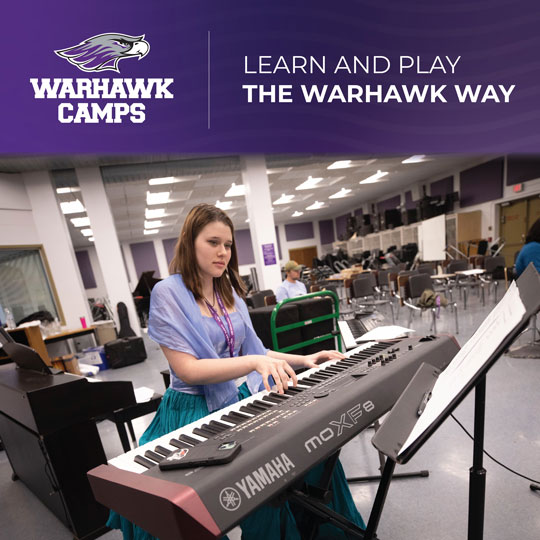 WARHAWK
CAMPS
LEARN AND PLAY
THE WARHAWK WAY
YAMAHA
MOXF8